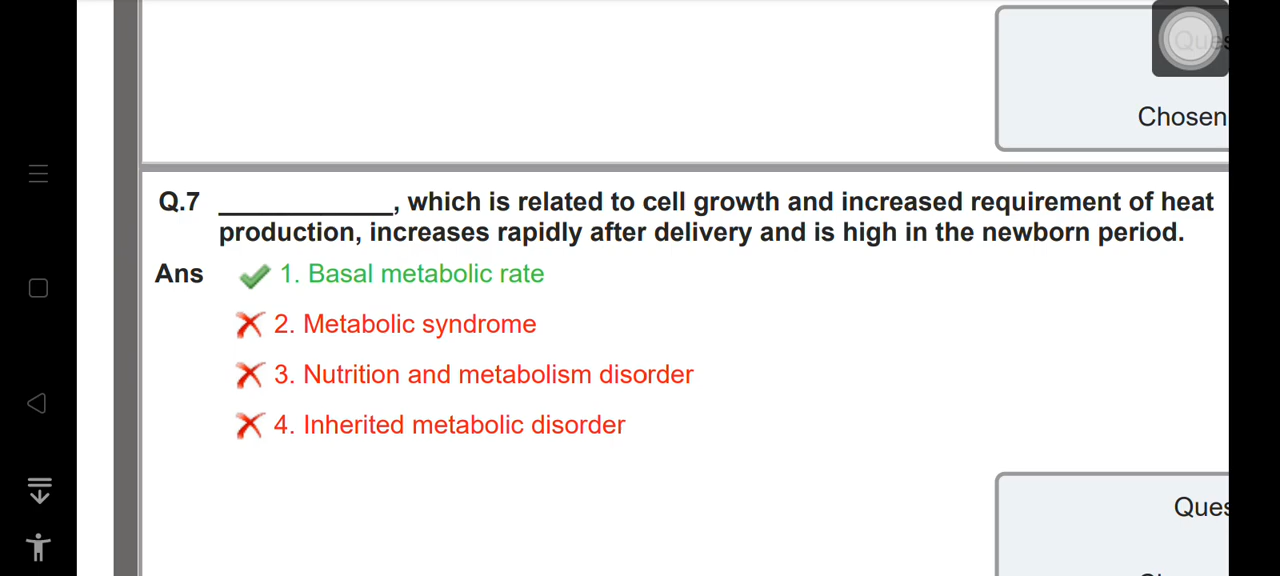 Chosen
Q.7 ____________, which is related to cell growth and increased requirement of heat
production, increases rapidly after delivery and is high in the newborn period.
Ans 1. Basal metabolic rate
2. Metabolic syndrome
3. Nutrition and metabolism disorder
4. Inherited metabolic disorder